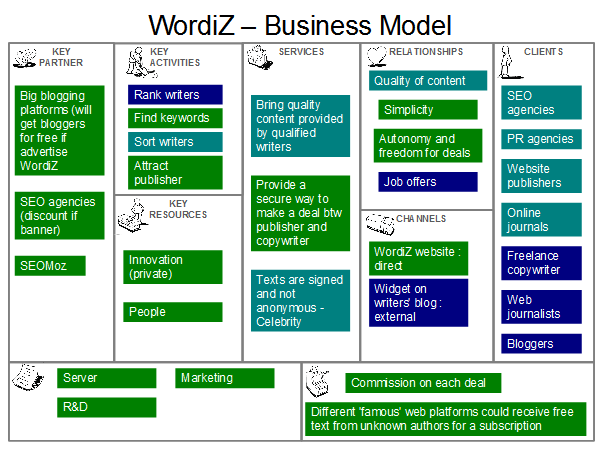 WordiZ – Business Model
KEY
PARTNER
Big blogging
platforms (will
get bloggers
for free if
advertise
WordiZ
SEO agencies
(discount if
banner)
SEOMoz
KEY
ACTIVITIES
Rank writers
Find keywords
Sort writers
Attract
publisher
KEY
RESOURCES
Innovation
(private)
People
SERVICES
Bring quality
content provided
by qualified
writers
Provide a
secure way to
make a deal btw
publisher and
copywriter
Texts are signed
and not
anonymous -
Celebrity
RELATIONSHIPS
Quality of content
Simplicity
Autonomy and
freedom for deals
Job offers
CHANNELS
WordiZ website :
direct
Widget on
writers' blog :
external
CLIENTS
SEO
agencies
PR agencies
Website
publishers
Online
journals
Freelance
copywriter
Web
journalists
Bloggers
Server
Marketing
R&D
Commission on each deal
Different 'famous' web platforms could receive free
text from unknown authors for a subscription